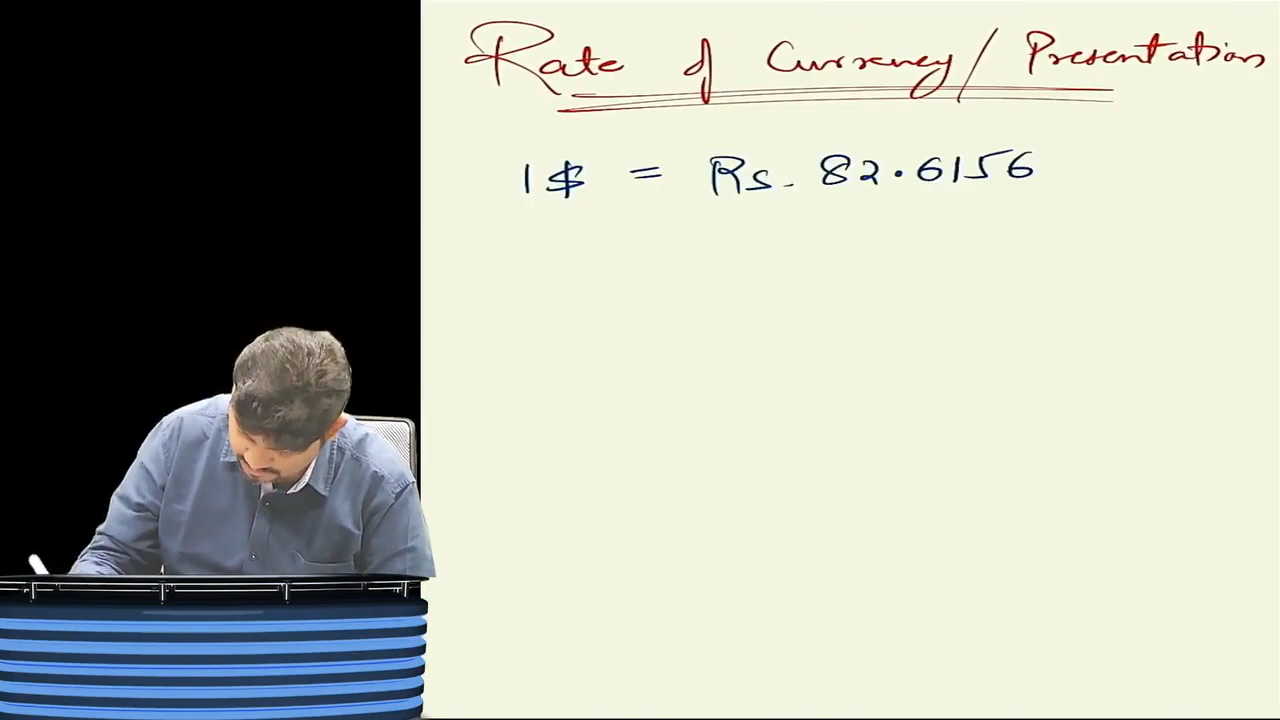 Rate of Currency / Presentation
1$ = Rs. 82.6156